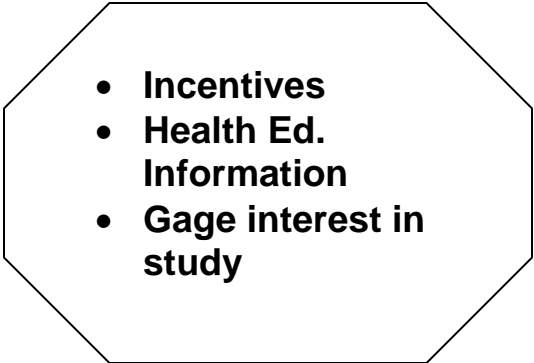 • Incentives
• Health Ed.
Information
• Gage interest in
study